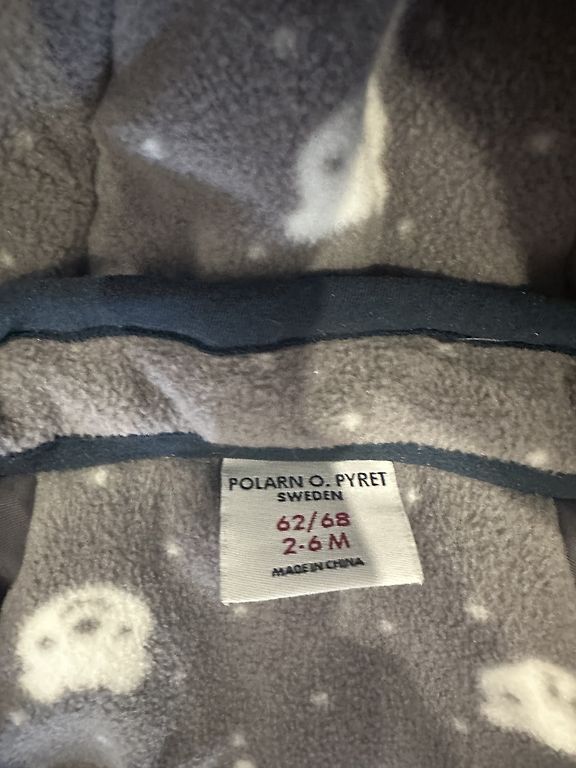 POLARN O. PYRET
SWEDEN
62/68
2-6 M
MADE IN CHINA